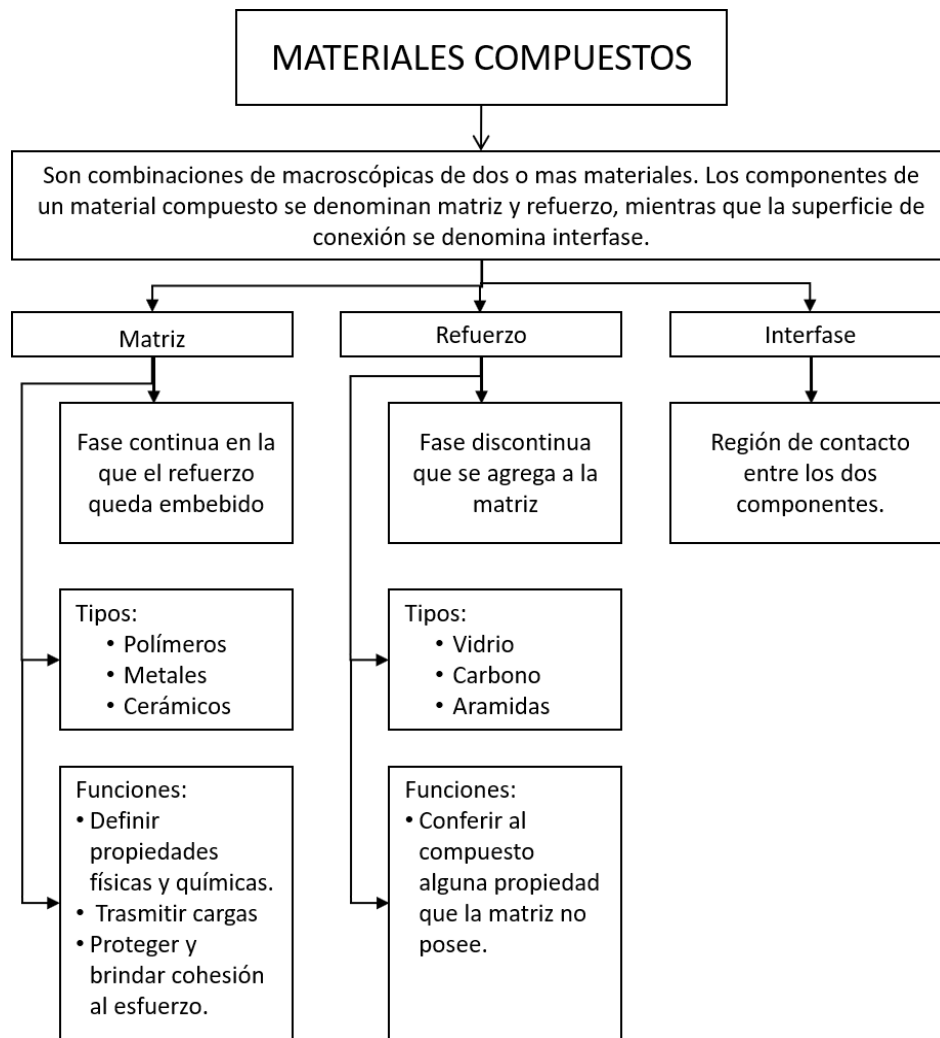 MATERIALES COMPUESTOS
Son combinaciones de macroscópicas de dos o mas materiales. Los componentes de
un material compuesto se denominan matriz y refuerzo, mientras que la superficie de
conexión se denomina interfase.
Matriz
Refuerzo
Interfase
Fase continua en la
que el refuerzo
queda embebido
Fase discontinua
que se agrega a la
matriz
Región de contacto
entre los dos
componentes.
Tipos:
• Polímeros
• Metales
• Cerámicos
Tipos:
• Vidrio
• Carbono
• Aramidas
Funciones:
• Definir
propiedades
físicas y químicas.
• Trasmitir cargas
• Proteger y
brindar cohesión
al esfuerzo.
Funciones:
• Conferir al
compuesto
alguna propiedad
que la matriz no
posee.